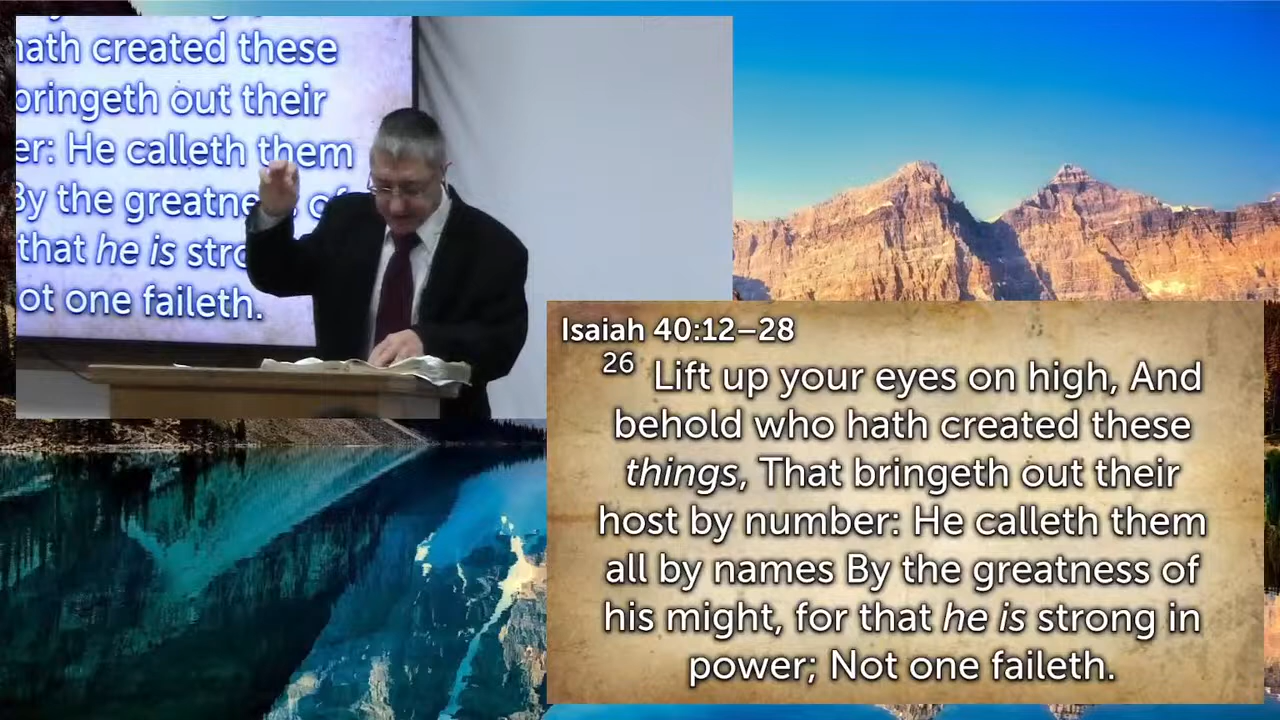 hath created these
bringeth out their
er: He calleth them
By the greatness of
that he is stro
ot one faileth.
Isaiah 40:12–28
26 Lift up your eyes on high, And
behold who hath created these
things, That bringeth out their
host by number: He calleth them
all by names By the greatness of
his might, for that he is strong in
power; Not one faileth.